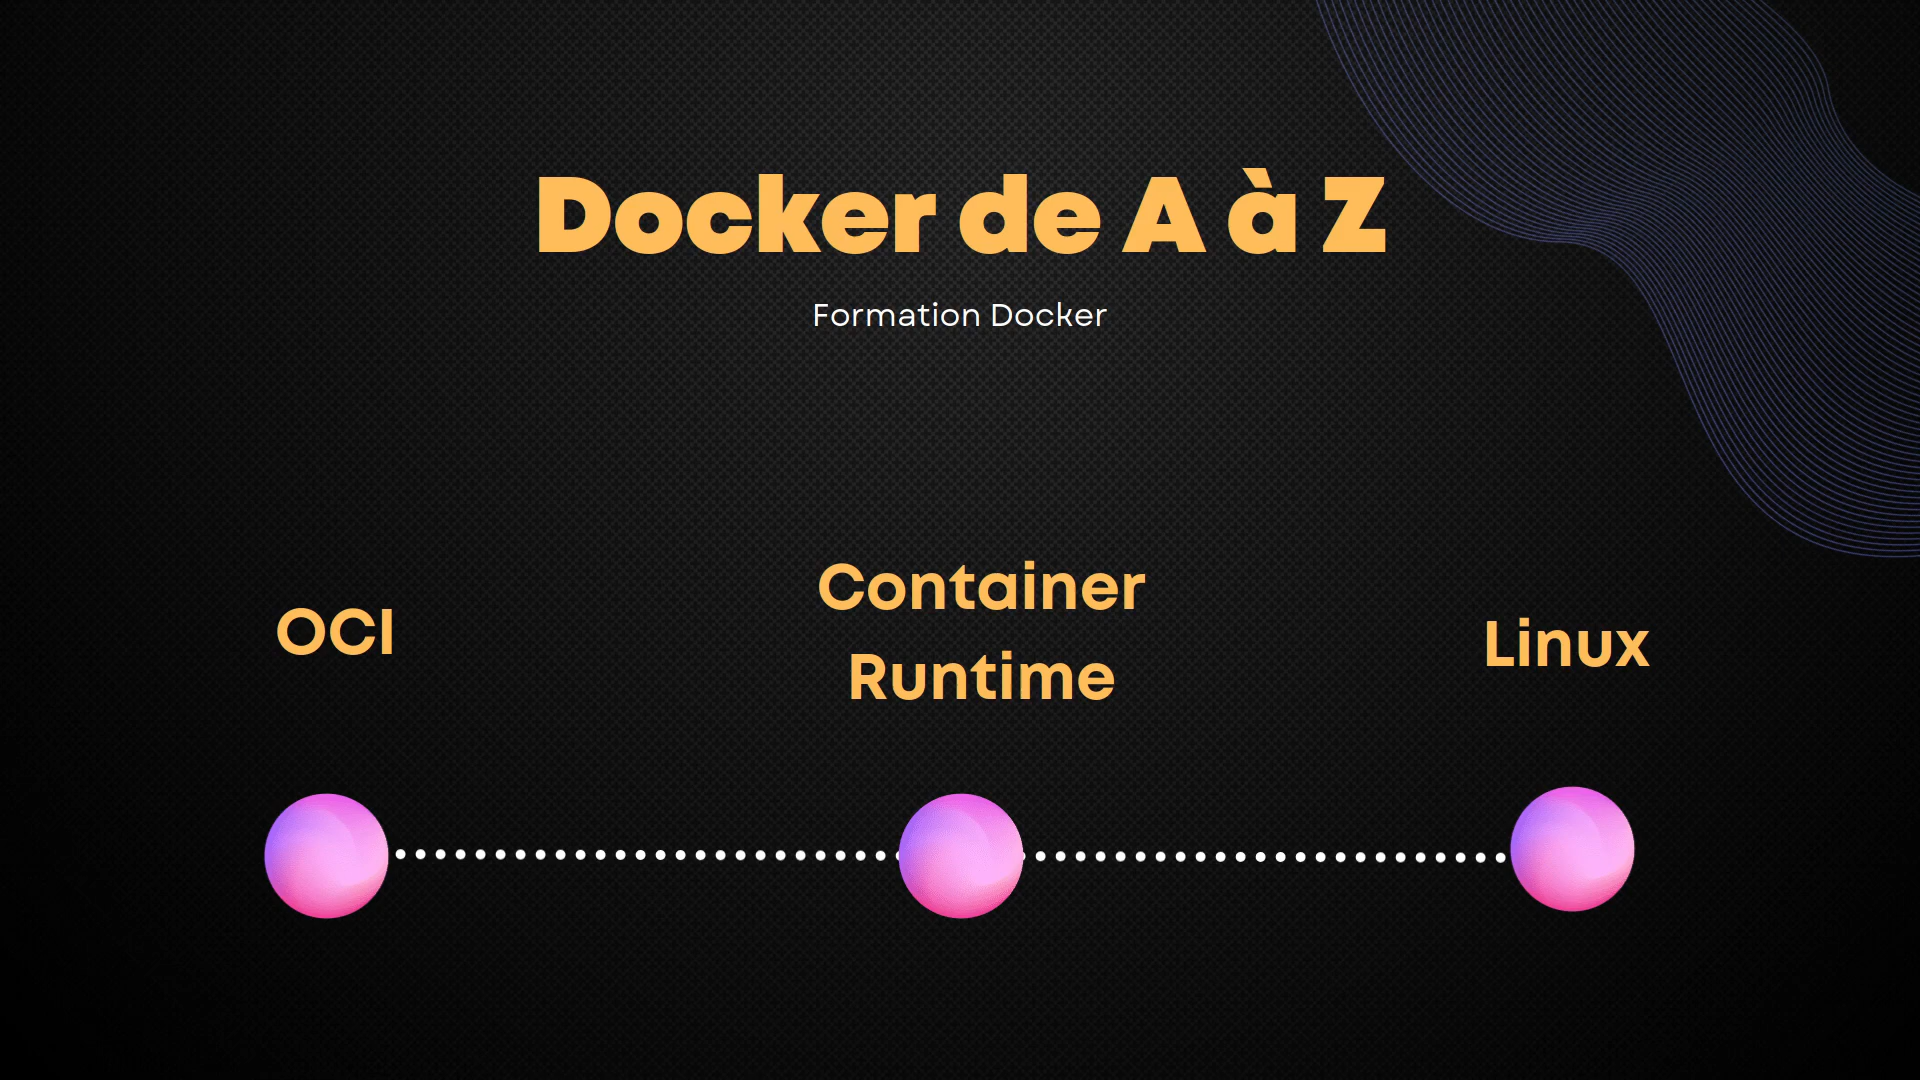 Docker de A à Z
Formation Docker
OCI
Container
Runtime
Linux